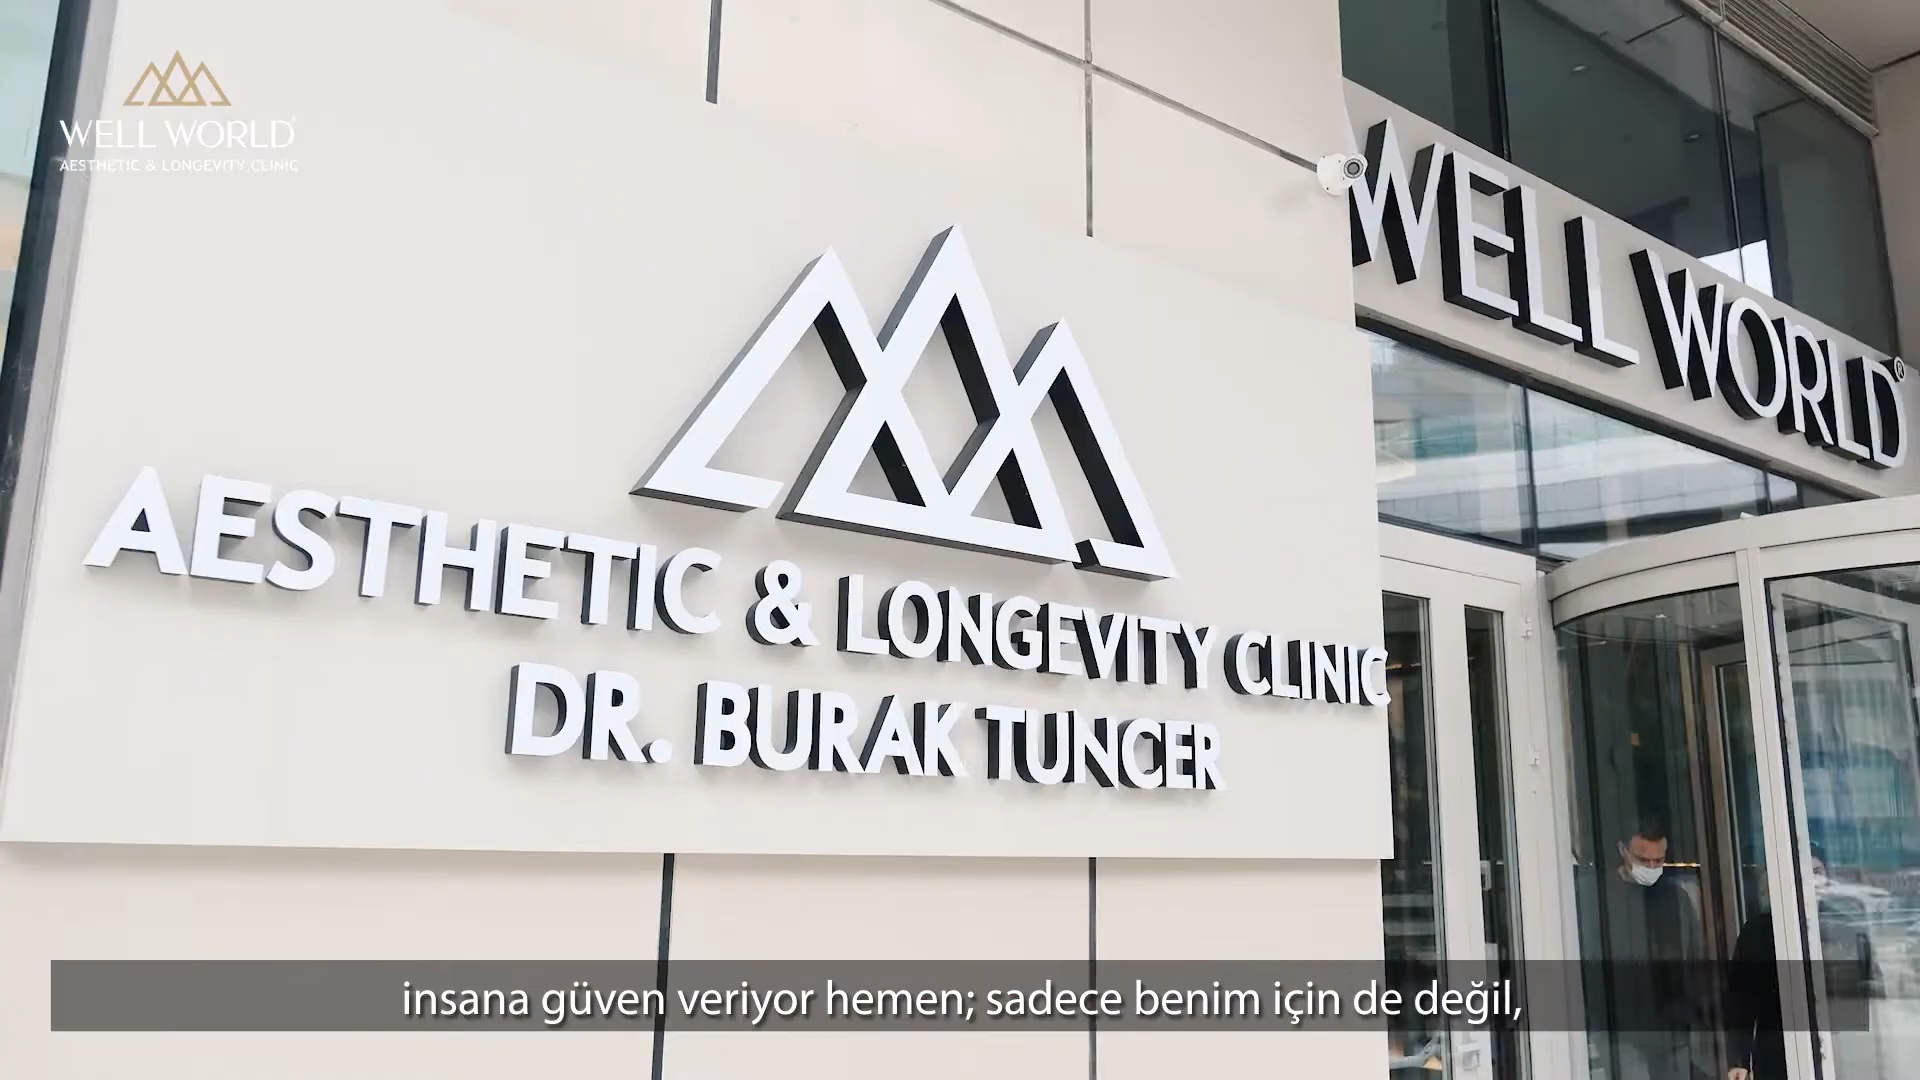 WELL WORLD
AESTHETIC & LONGEVITY CLINIC
WELL WORLD®
AESTHETIC & LONGEVITY CLINIC
DR. BURAK TUNCER
insana güven veriyor hemen; sadece benim için de değil,